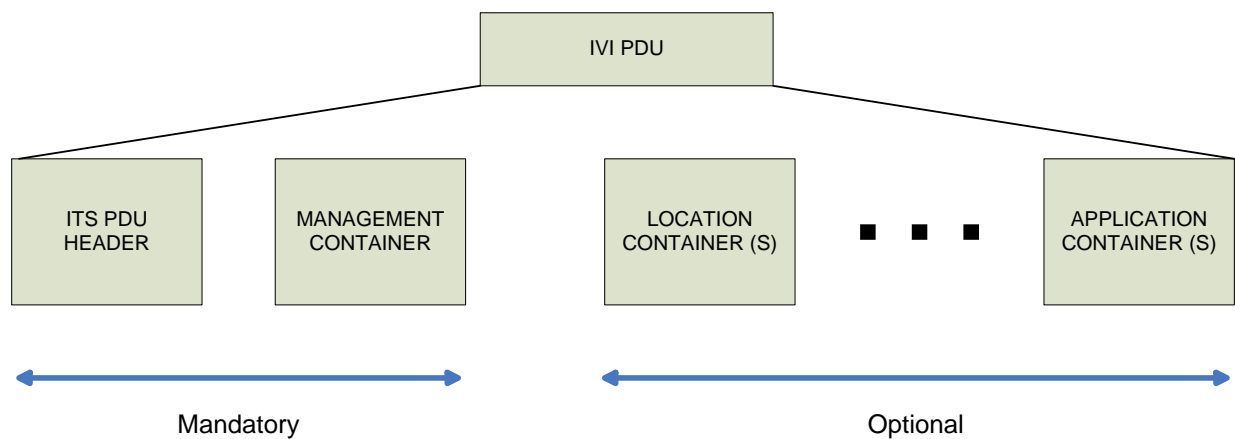 IVI PDU
ITS PDU
HEADER
MANAGEMENT
CONTAINER
LOCATION
CONTAINER (S)
APPLICATION
CONTAINER (S)
Mandatory
Optional